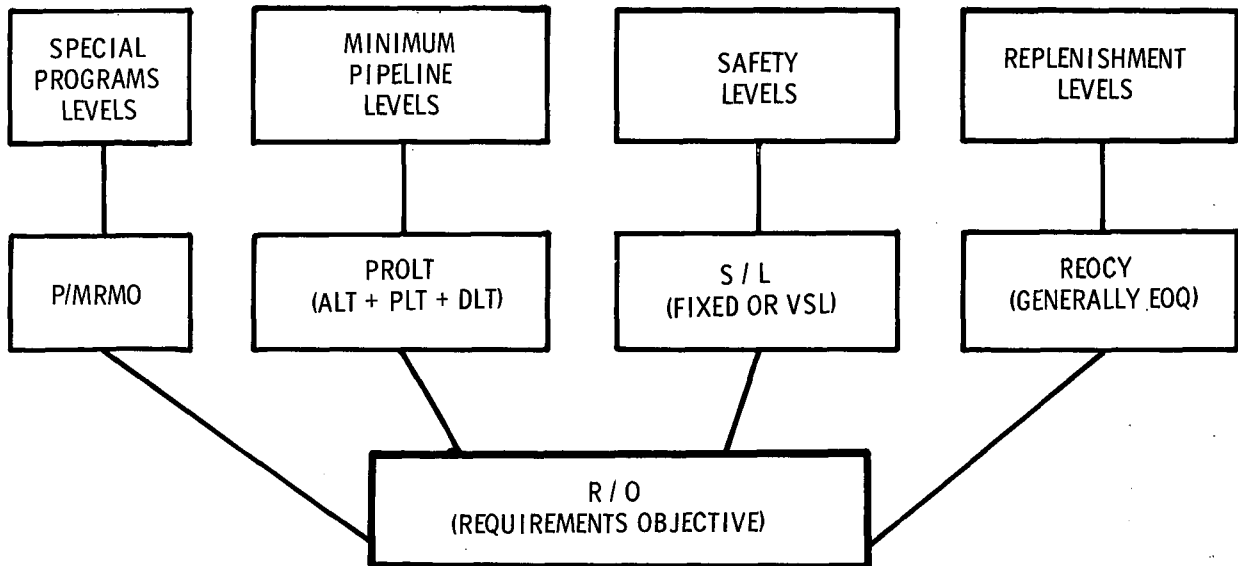 SPECIAL
PROGRAMS
LEVELS
MINIMUM
PIPELINE
LEVELS
SAFETY
LEVELS
REPLENISHMENT
LEVELS
P/MRMO
PROLT
(ALT + PLT + DLT)
S / L
(FIXED OR VSL)
REOCY
(GENERALLY EOQ)
R / O
(REQUIREMENTS OBJECTIVE)